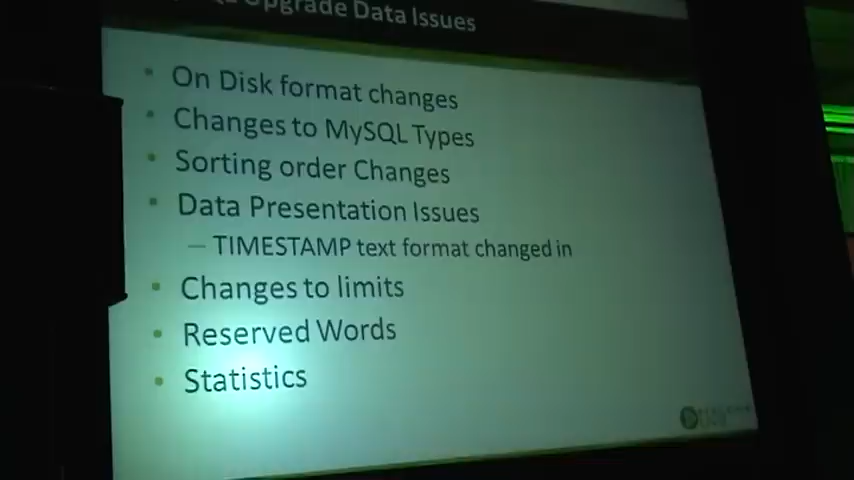 Upgrade Data Issues
On Disk format changes
Changes to MySQL Types
Sorting order Changes
Data Presentation Issues
– TIMESTAMP text format changed in
Changes to limits
Reserved Words
Statistics